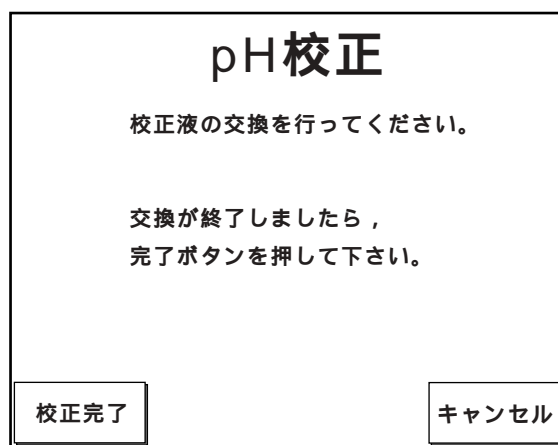 pH校正
校正液の交換を行ってください。
交換が終了しましたら,
完了ボタンを押して下さい。
校正完了
キャンセル